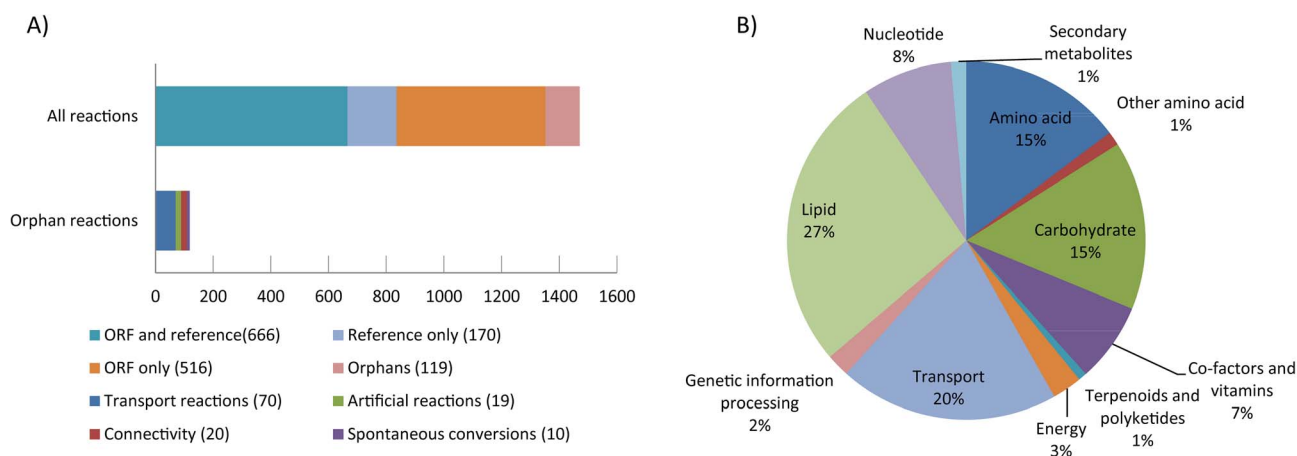 A)
All reactions
Orphan reactions
0 200 400 600 800 1000 1200 1400 1600
ORF and reference(666)
Reference only (170)
ORF only (516)
Orphans (119)
Transport reactions (70)
Artificial reactions (19)
Connectivity (20)
Spontaneous conversions (10)
B)
Nucleotide
8%
Secondary
metabolites
1%
Amino acid
15%
Other amino acid
1%
Carbohydrate
15%
Co-factors and
vitamins
7%
Terpenoids and
polyketides
1%
Energy
3%
Transport
20%
Genetic information
processing
2%
Lipid
27%